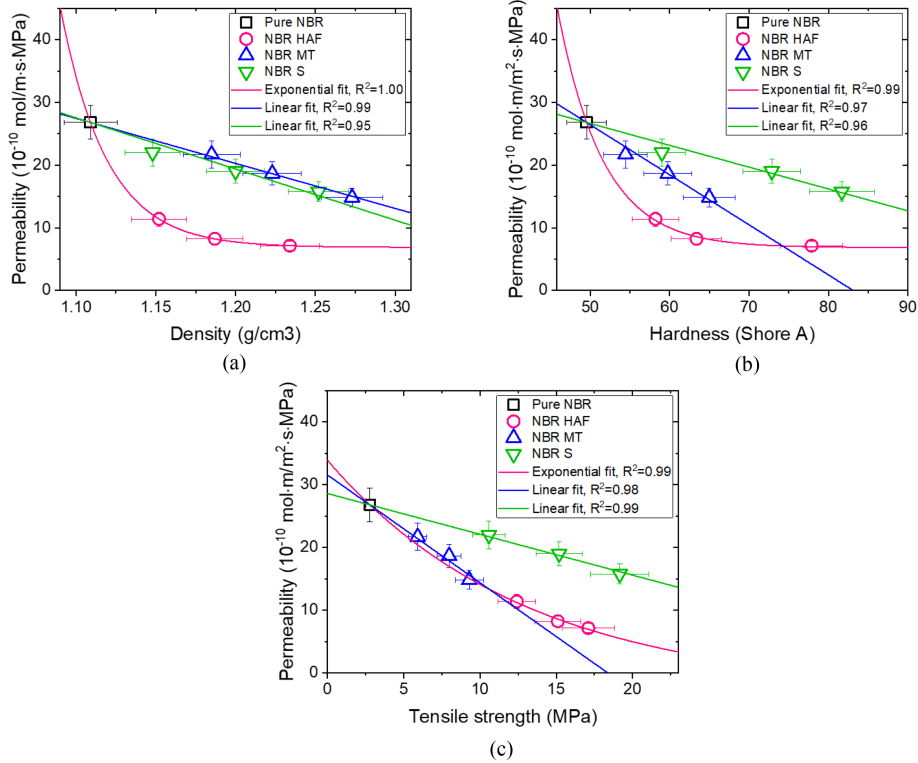 Permeability (10⁻¹⁰ mol/m·s·MPa)
40
30
20
10
0
Pure NBR
NBR HAF
NBR MT
NBR S
Exponential fit, R²=1.00
Linear fit, R²=0.99
Linear fit, R²=0.95
1.10 1.15 1.20 1.25 1.30
Density (g/cm3)
(a)
Permeability (10⁻¹⁰ mol·m/m²·s·MPa)
40
30
20
10
0
Pure NBR
NBR HAF
NBR MT
NBR S
Exponential fit, R²=0.99
Linear fit, R²=0.97
Linear fit, R²=0.96
50 60 70 80 90
Hardness (Shore A)
(b)
Permeability (10⁻¹⁰ mol·m/m²·s·MPa)
40
30
20
10
0
Pure NBR
NBR HAF
NBR MT
NBR S
Exponential fit, R²=0.99
Linear fit, R²=0.98
Linear fit, R²=0.99
0 5 10 15 20
Tensile strength (MPa)
(c)